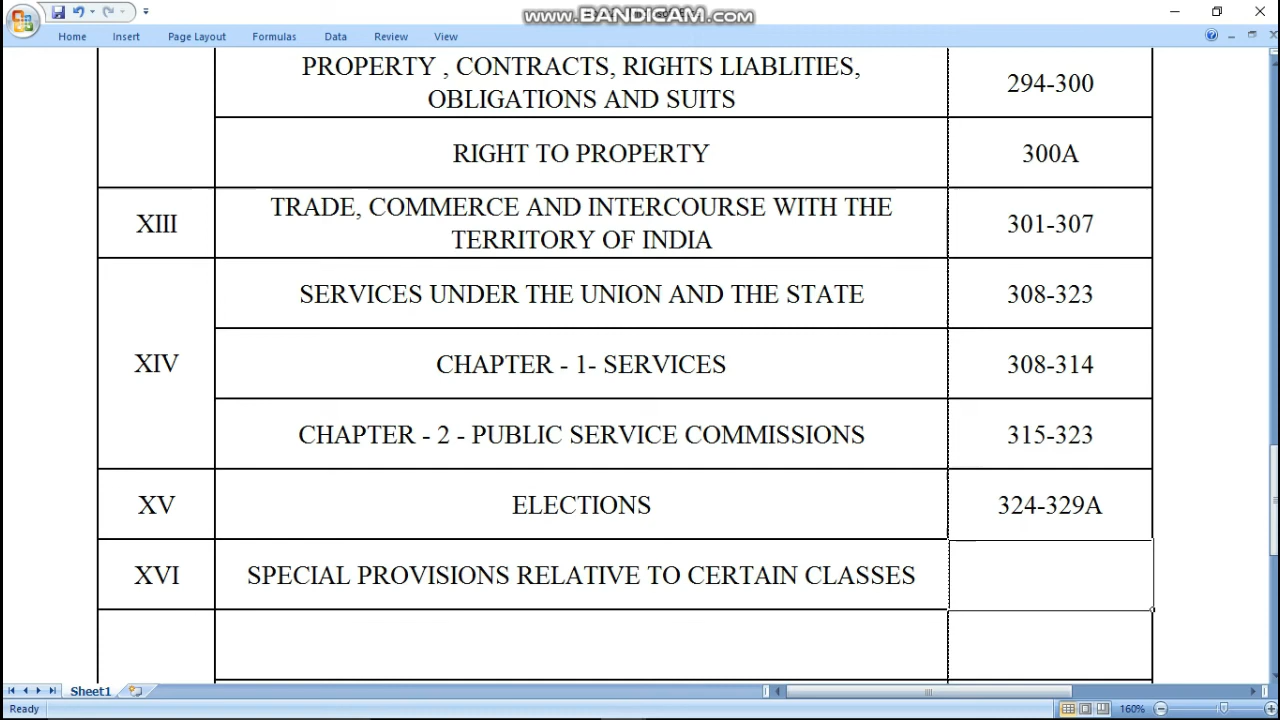 www.BANDICAM.com
Home Insert Page Layout Formulas Data Review View
PROPERTY , CONTRACTS, RIGHTS LIABLITIES,
OBLIGATIONS AND SUITS
294-300
RIGHT TO PROPERTY
300A
XIII
TRADE, COMMERCE AND INTERCOURSE WITH THE
TERRITORY OF INDIA
301-307
XIV
SERVICES UNDER THE UNION AND THE STATE
308-323
CHAPTER - 1- SERVICES
308-314
CHAPTER - 2 - PUBLIC SERVICE COMMISSIONS
315-323
XV
ELECTIONS
324-329A
XVI
SPECIAL PROVISIONS RELATIVE TO CERTAIN CLASSES
Sheet1
Ready
160%